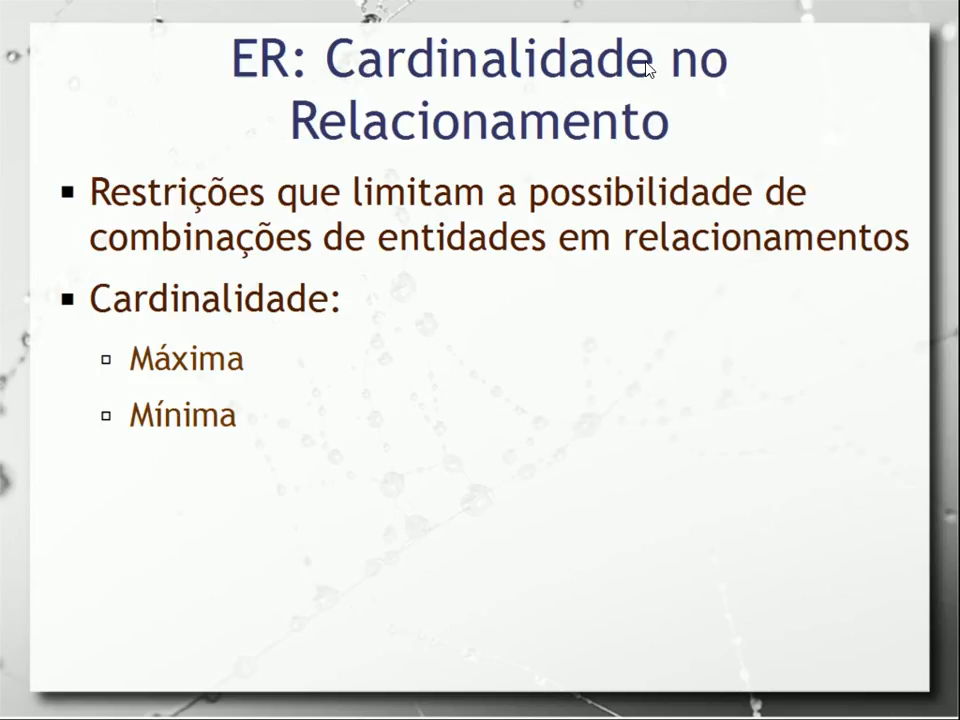 ER: Cardinalidade no
Relacionamento
Restrições que limitam a possibilidade de
combinações de entidades em relacionamentos
Cardinalidade:
Máxima
Mínima